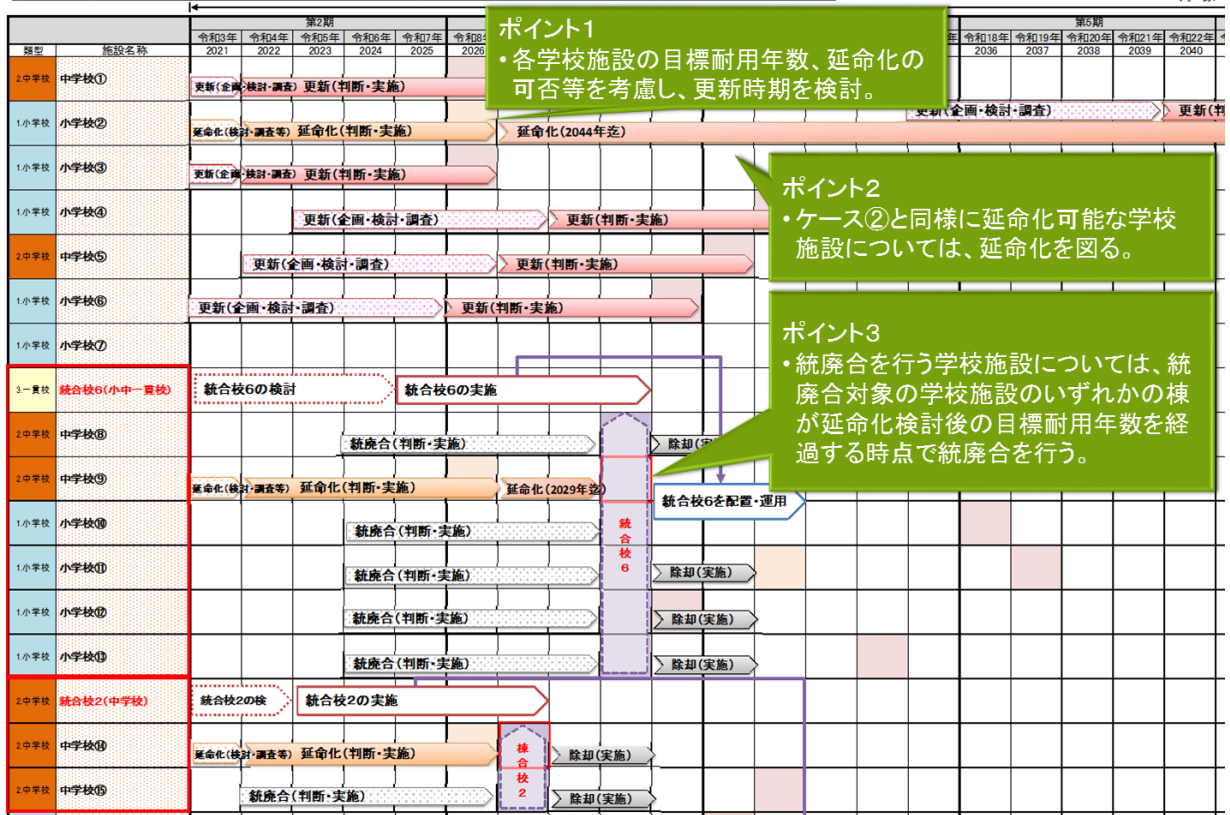 第2期
第5期
類型
施設名称
令和3年
令和4年
令和5年
令和6年
令和7年
令和8年
令和18年
令和19年
令和20年
令和21年
令和22年
2021
2022
2023
2024
2025
2026
2036
2037
2038
2039
2040
ポイント1
・各学校施設の目標耐用年数、延命化の
可否等を考慮し、更新時期を検討。
2.中学校 中学校①
更新(企画・検討・調査) 更新(判断・実施)
1.小学校 小学校②
延命化(検討・調査等) 延命化(判断・実施) 延命化(2044年迄)
更新(企画・検討・調査)
1.小学校 小学校③
更新(企画・検討・調査) 更新(判断・実施)
1.小学校 小学校④
更新(企画・検討・調査) 更新(判断・実施)
2.中学校 中学校⑤
更新(企画・検討・調査) 更新(判断・実施)
1.小学校 小学校⑥
更新(企画・検討・調査) 更新(判断・実施)
1.小学校 小学校⑦
ポイント2
・ケース②と同様に延命化可能な学校
施設については、延命化を図る。
ポイント3
・統廃合を行う学校施設については、統
廃合対象の学校施設のいずれかの棟
が延命化検討後の目標耐用年数を経
過する時点で統廃合を行う。
3.一貫校 統合校6(小中一貫校)
統合校6の検討 統合校6の実施
2.中学校 中学校⑧
統廃合(判断・実施)
2.中学校 中学校⑨
延命化(検討・調査等) 延命化(判断・実施) 延命化(2029年迄)
統合校6を配置・運用
統合校6
1.小学校 小学校⑩
統廃合(判断・実施)
1.小学校 小学校⑪
統廃合(判断・実施) 除却(実施)
1.小学校 小学校⑫
統廃合(判断・実施) 除却(実施)
1.小学校 小学校⑬
統廃合(判断・実施) 除却(実施)
2.中学校 統合校2(中学校)
統合校2の検 統合校2の実施
2.中学校 中学校⑭
延命化(検討・調査等) 延命化(判断・実施) 除却(実施)
棟合校2
2.中学校 中学校⑮
統廃合(判断・実施) 除却(実施)